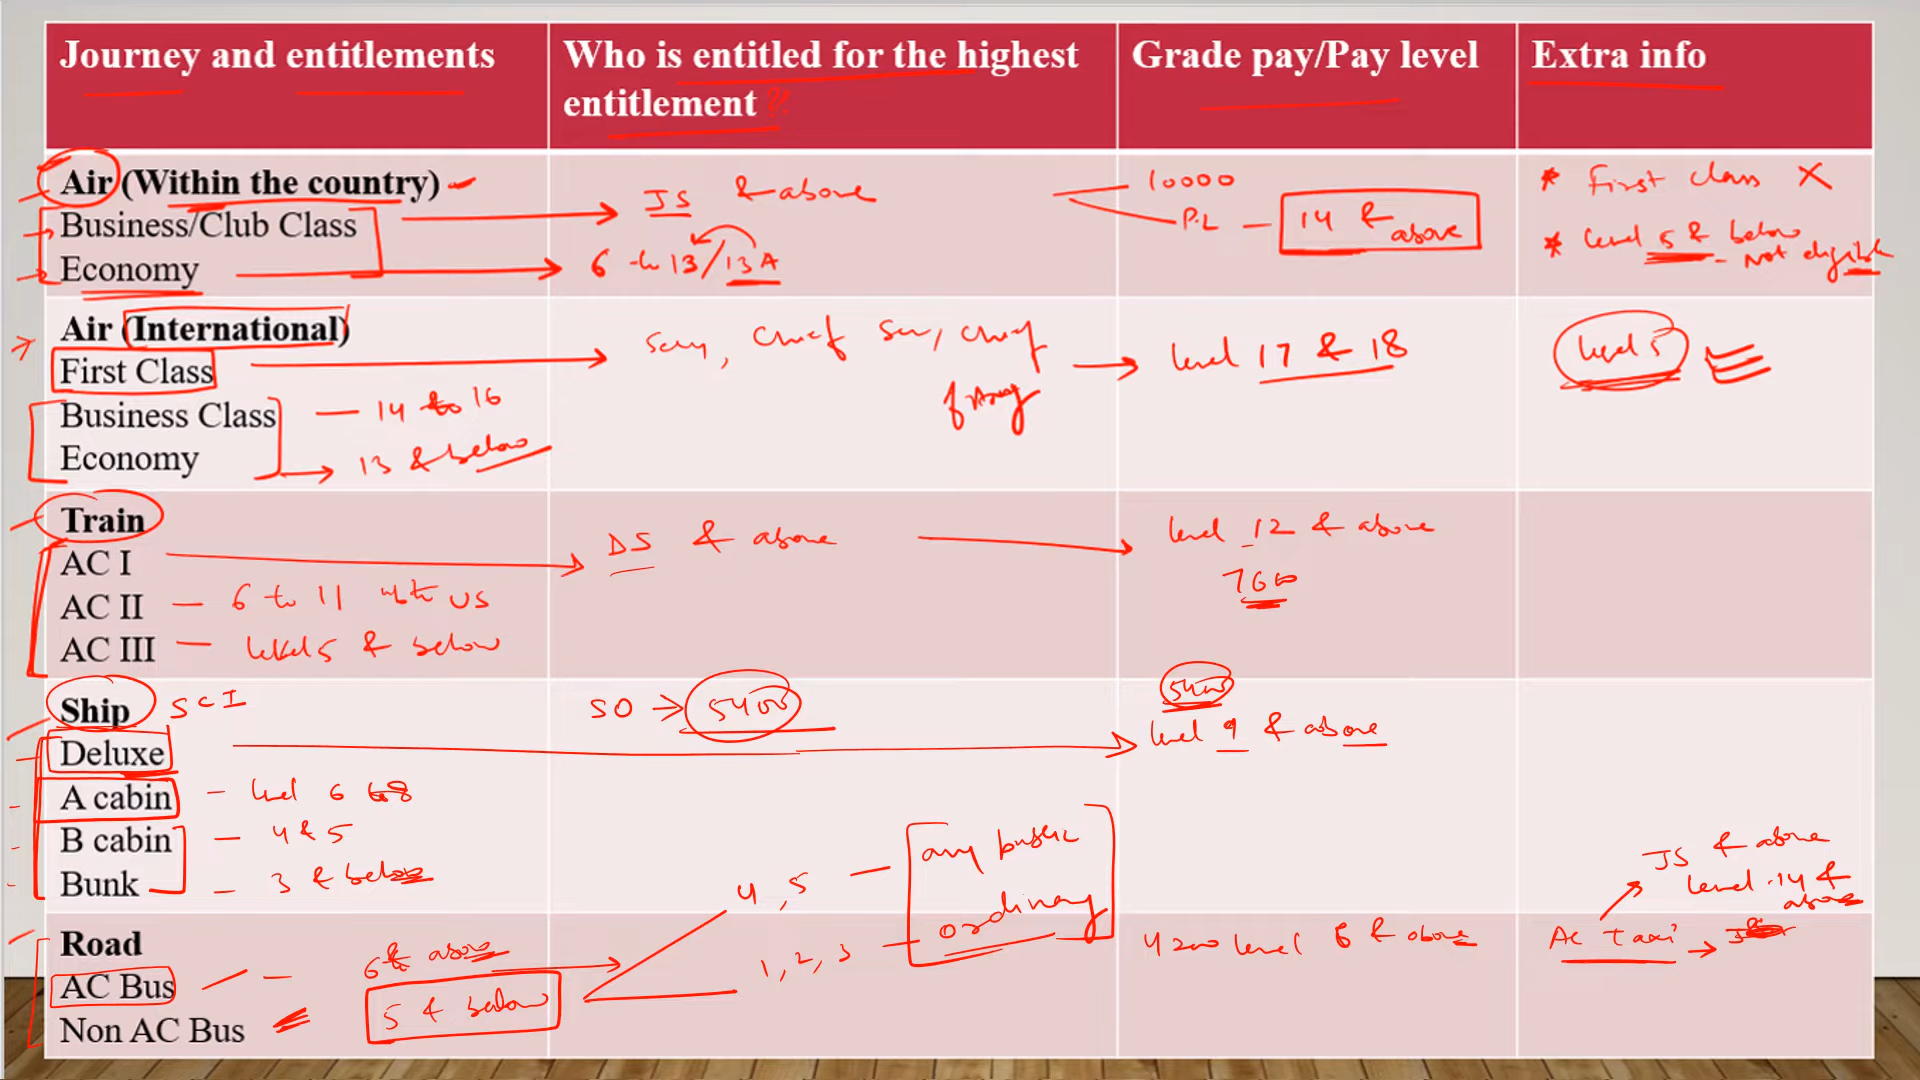 Journey and entitlements
Who is entitled for the highest
entitlement ?
Grade pay/Pay level
Extra info
Air (Within the country)
Business/Club Class
Economy
JS & above
6 to 13/13A
10000
P.L - 14 & above
* First class X
* level 5 & below
- Not eligible
Air (International)
First Class
Business Class - 14 to 16
Economy
13 & below
Secy, Chief Sec, Chief
of Army
level 17 & 18
level 5
Train
AC I
AC II - 6 to 11 upto US
AC III - level 5 & below
DS & above
level 12 & above
7600
Ship SCI
Deluxe
A cabin - level 6 to 8
B cabin - 4 & 5
Bunk - 3 & below
SO → 5400
5400
level 9 & above
Road
AC Bus - 6 & above
Non AC Bus
5 & below
4, 5 - any public
1, 2, 3 - ordinary
4200 level 6 & above
JS & above
level 14 &
above
AC taxi →